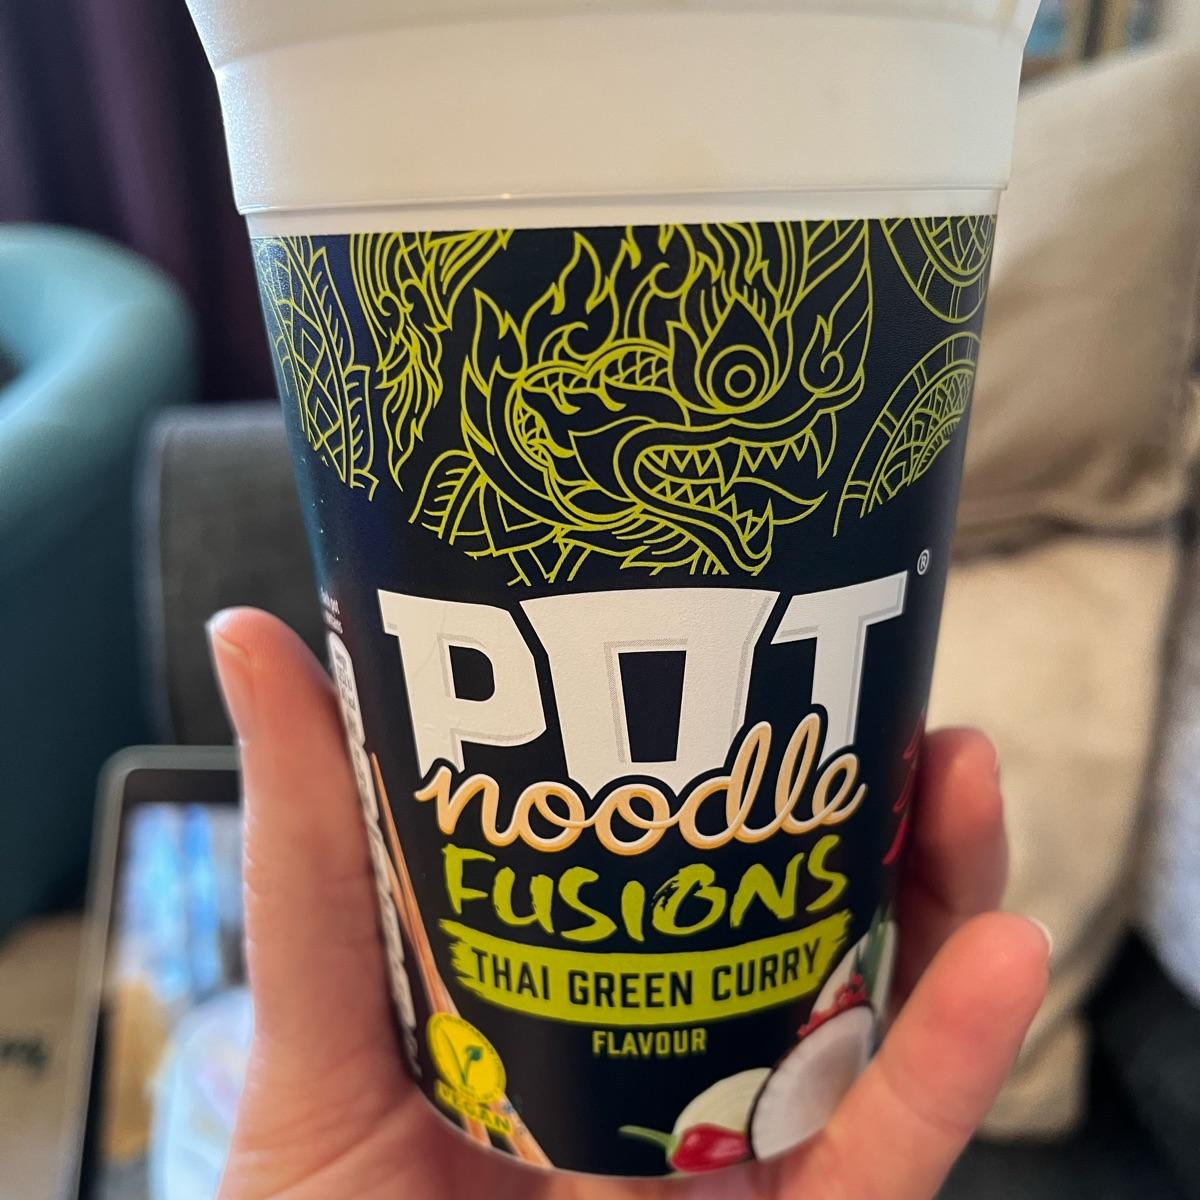 POT®
noodle
FUSIONS
THAI GREEN CURRY
FLAVOUR
VEGAN